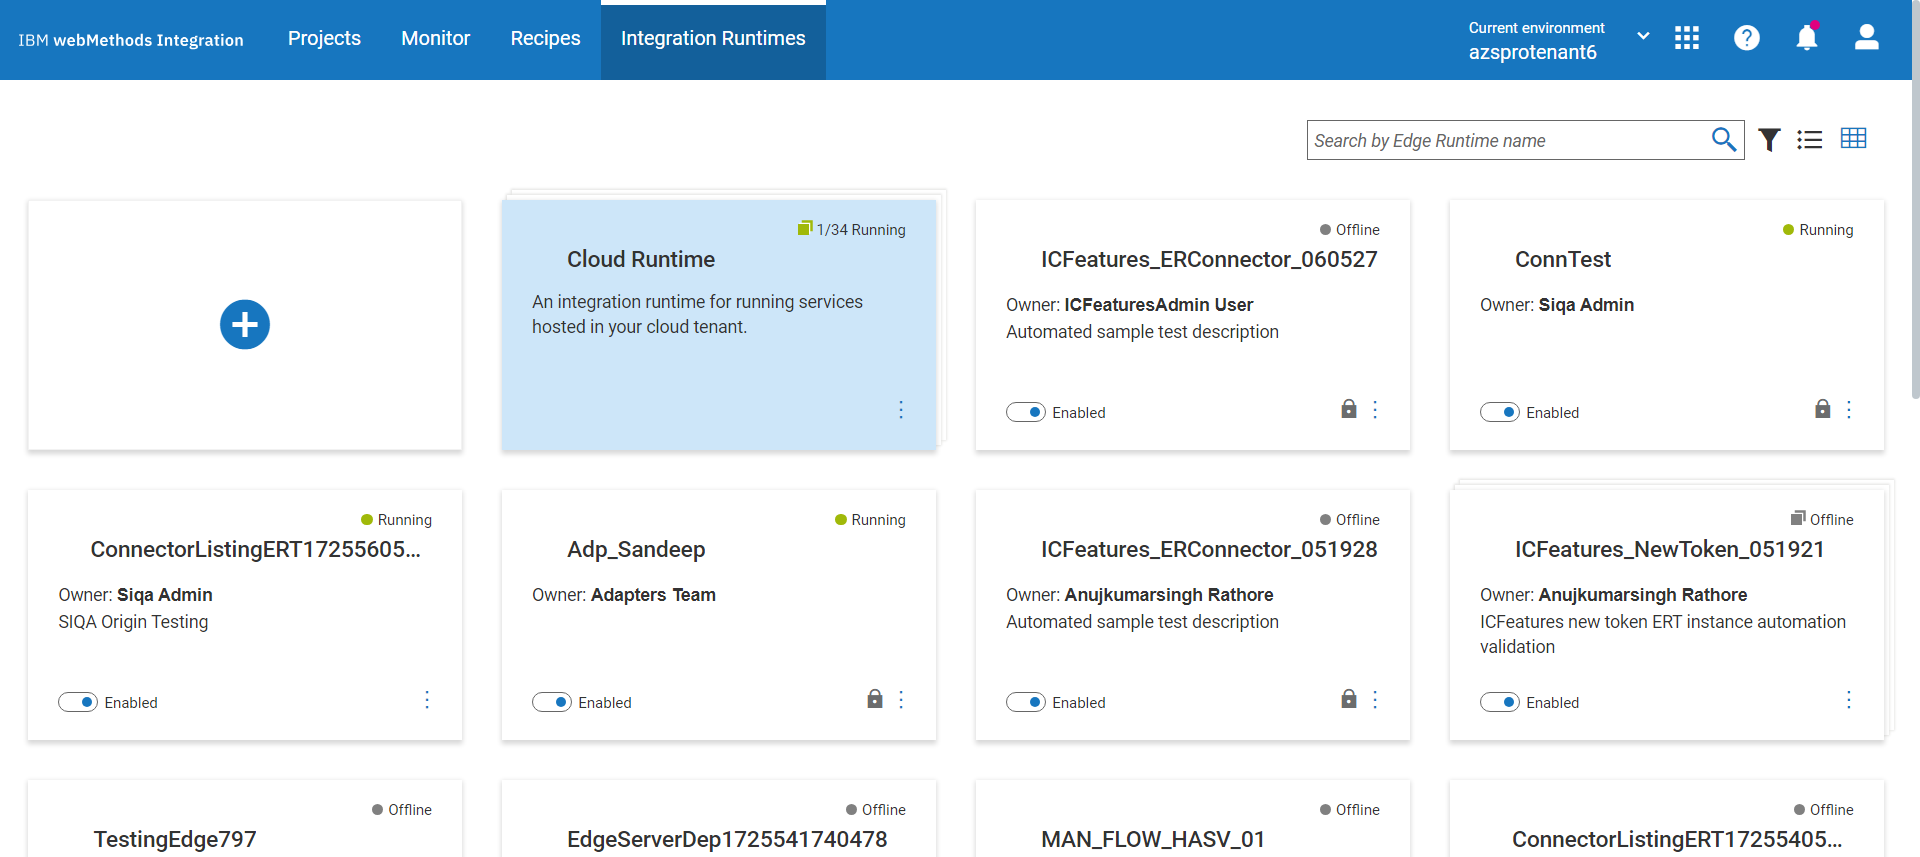 IBM webMethods Integration
Projects
Monitor
Recipes
Integration Runtimes
Current environment
azsprotenant6
Search by Edge Runtime name
1/34 Running
Cloud Runtime
An integration runtime for running services
hosted in your cloud tenant.
Offline
ICFeatures_ERConnector_060527
Owner: ICFeaturesAdmin User
Automated sample test description
Enabled
Running
ConnTest
Owner: Siqa Admin
Enabled
Running
ConnectorListingERT17255605...
Owner: Siqa Admin
SIQA Origin Testing
Enabled
Running
Adp_Sandeep
Owner: Adapters Team
Enabled
Offline
ICFeatures_ERConnector_051928
Owner: Anujkumarsingh Rathore
Automated sample test description
Enabled
Offline
ICFeatures_NewToken_051921
Owner: Anujkumarsingh Rathore
ICFeatures new token ERT instance automation
validation
Enabled
Offline
TestingEdge797
Offline
EdgeServerDep1725541740478
Offline
MAN_FLOW_HASV_01
Offline
ConnectorListingERT17255405...